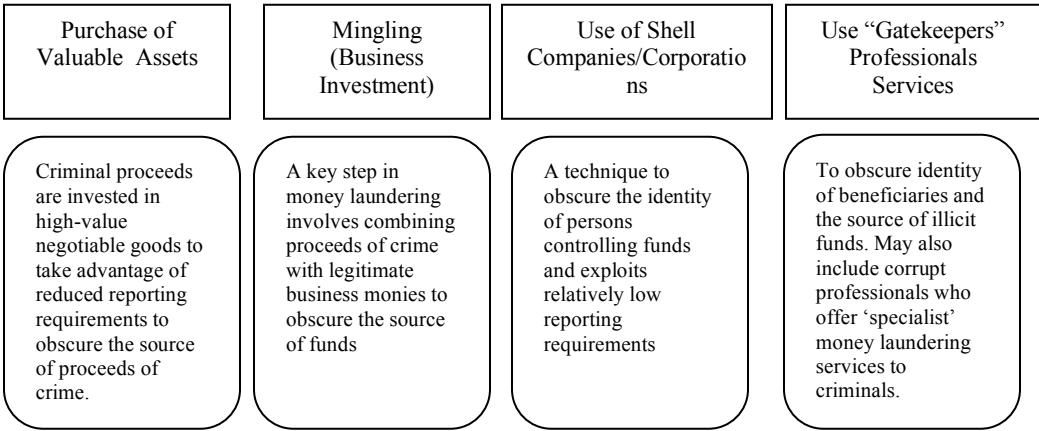 Purchase of
Valuable Assets
Criminal proceeds
are invested in
high-value
negotiable goods to
take advantage of
reduced reporting
requirements to
obscure the source
of proceeds of
crime.
Mingling
(Business
Investment)
A key step in
money laundering
involves combining
proceeds of crime
with legitimate
business monies to
obscure the source
of funds
Use of Shell
Companies/Corporatio
ns
A technique to
obscure the identity
of persons
controlling funds
and exploits
relatively low
reporting
requirements
Use “Gatekeepers”
Professionals
Services
To obscure identity
of beneficiaries and
the source of illicit
funds. May also
include corrupt
professionals who
offer ‘specialist’
money laundering
services to
criminals.